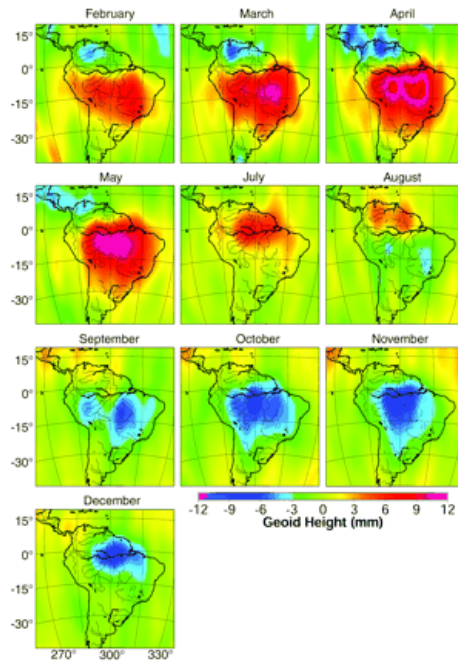 February March April
15°
0°
-15°
-30°
May July August
15°
0°
-15°
-30°
September October November
15°
0°
-15°
-30°
-12 -9 -6 -3 0 3 6 9 12
Geoid Height (mm)
December
15°
0°
-15°
-30°
270° 300° 330°